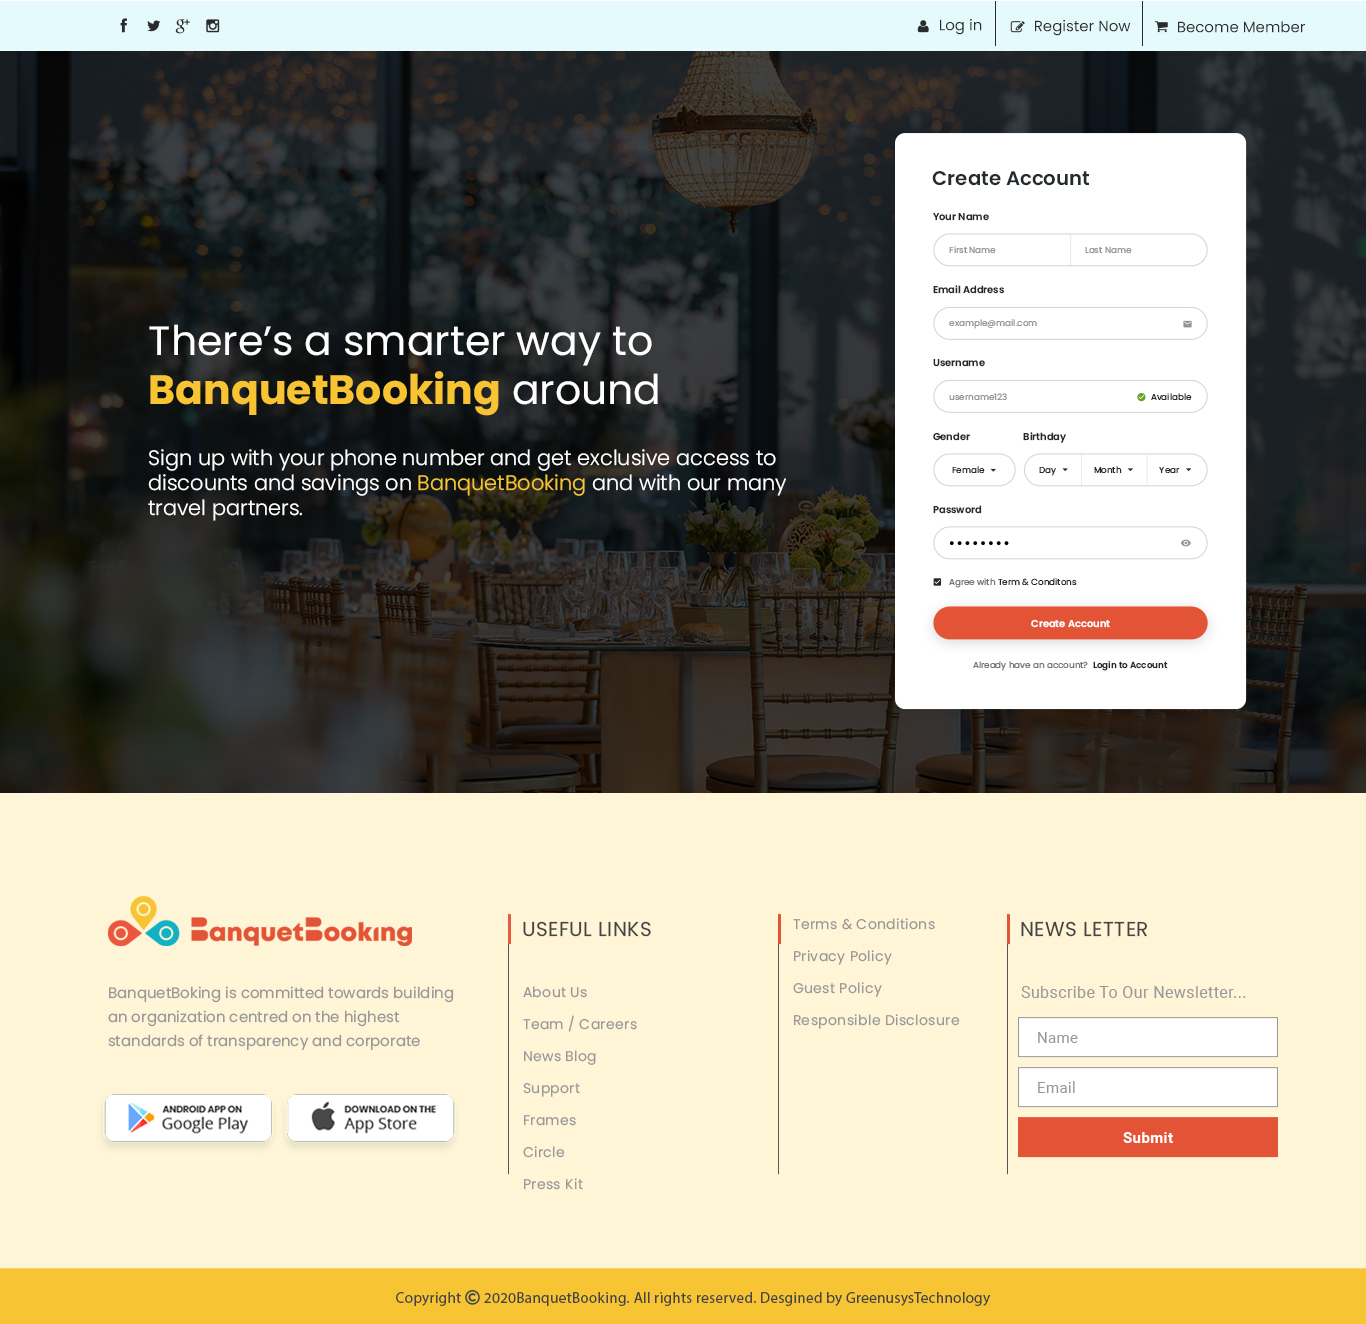 Log in
Register Now
Become Member
There's a smarter way to
BanquetBooking around
Sign up with your phone number and get exclusive access to
discounts and savings on BanquetBooking and with our many
travel partners.
Create Account
Your Name
First Name Last Name
Email Address
example@mail.com
Username
username123 Available
Gender Birthday
Female Day Month Year
Password
Agree with Term & Conditons
Create Account
Already have an account? Login to Account
BanquetBooking
BanquetBoking is committed towards building
an organization centred on the highest
standards of transparency and corporate
ANDROID APP ON
Google Play
DOWNLOAD ON THE
App Store
USEFUL LINKS
About Us
Team / Careers
News Blog
Support
Frames
Circle
Press Kit
Terms & Conditions
Privacy Policy
Guest Policy
Responsible Disclosure
NEWS LETTER
Subscribe To Our Newsletter...
Name
Email
Submit
Copyright © 2020BanquetBooking. All rights reserved. Desgined by GreenusysTechnology